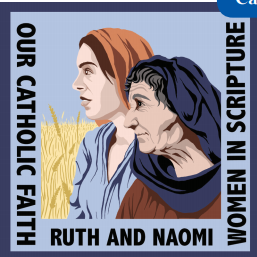 OUR CATHOLIC FAITH
WOMEN IN SCRIPTURE
RUTH AND NAOMI